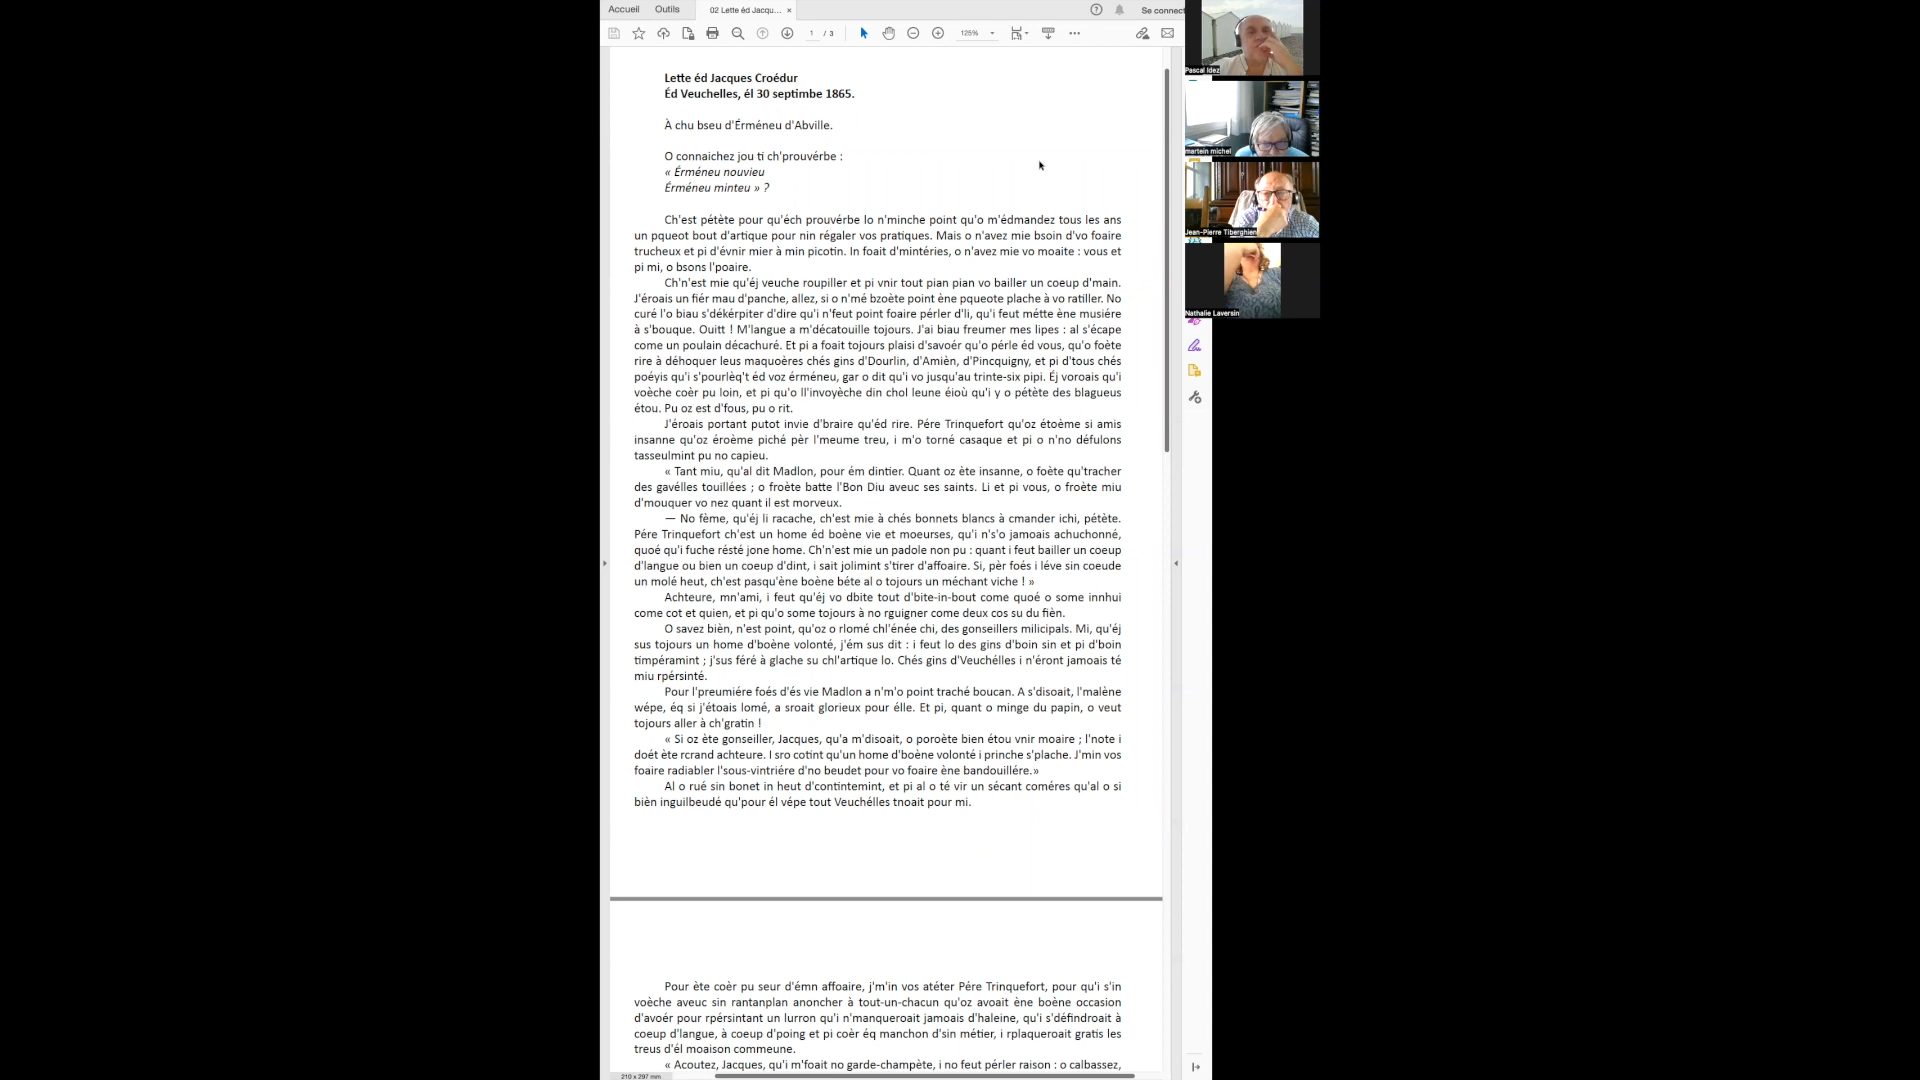 Accueil
Outils
02 Lette éd Jacqu... ×
Se connect
1 / 3
125%
Lette éd Jacques Croédur
Éd Veuchelles, él 30 septimbe 1865.
À chu bseu d'Érméneu d'Abville.
O connaichez jou ti ch'prouvérbe :
« Érméneu nouvieu
Érméneu minteu » ?
Ch'est pétète pour qu'éch prouvérbe lo n'minche point qu'o m'édmandez tous les ans
un pqueot bout d'artique pour nin régaler vos pratiques. Mais o n'avez mie bsoin d'vo foaire
trucheux et pi d'évnir mier à min picotin. In foait d'mintéries, o n'avez mie vo moaite : vous et
pi mi, o bsons l'poaire.
Ch'n'est mie qu'éj veuche roupiller et pi vnir tout pian pian vo bailler un coeup d'main.
J'érois un fiér mau d'panche, allez, si o n'mé bzoète point ène pqueote plache à vo ratiller. No
curé l'o biau s'dékérpiter d'dire qu'i n'feut point foaire pérler d'li, qu'i feut métte ène musiére
à s'bouque. Ouitt ! M'langue a m'décatouille tojours. J'ai biau freumer mes lipes : al s'écape
come un poulain décachuré. Et pi a foait tojours plaisi d'savoér qu'o pérle éd vous, qu'o foète
rire à déhoquer leus maquoères chés gins d'Dourlin, d'Amièn, d'Pincquigny, et pi d'tous chés
poéyis qu'i s'pourlèq't éd voz érméneu, gar o dit qu'i vo jusqu'au trinte-six pipi. Éj voroais qu'i
voèche coèr pu loin, et pi qu'o ll'invoyèche din chol leune éioù qu'i y o pétète des blagueus
étou. Pu oz est d'fous, pu o rit.
J'éroais portant putot invie d'braire qu'éd rire. Pére Trinquefort qu'oz étoème si amis
insanne qu'oz éroème piché pèr l'meume treu, i m'o torné casaque et pi o n'no défulons
tasseulmint pu no capieu.
« Tant miu, qu'al dit Madlon, pour ém dintier. Quant oz ète insanne, o foète qu'tracher
des gavélles touillées ; o froète batte l'Bon Diu aveuc ses saints. Li et pi vous, o froète miu
d'mouquer vo nez quant il est morveux.
— No fème, qu'éj li racache, ch'est mie à chés bonnets blancs à cmander ichi, pétète.
Pére Trinquefort ch'est un home éd boène vie et moeurses, qu'i n's'o jamoais achuchonné,
quoé qu'i fuche résté jone home. Ch'n'est mie un padole non pu : quant i feut bailler un coeup
d'langue ou bien un coeup d'dint, i sait jolimint s'tirer d'affoaire. Si, pèr foés i léve sin coeude
un molé heut, ch'est pasqu'ène boène béte al o tojours un méchant viche ! »
Achteure, mn'ami, i feut qu'éj vo dbite tout d'bite-in-bout come quoé o some innhui
come cot et quien, et pi qu'o some tojours à no rguigner come deux cos su du fièn.
O savez bièn, n'est point, qu'oz o rlomé chl'énée chi, des gonseillers milicipals. Mi, qu'éj
sus tojours un home d'boène volonté, j'ém sus dit : i feut lo des gins d'boin sin et pi d'boin
timpéramint ; j'sus féré à glache su chl'artique lo. Chés gins d'Veuchélles i n'éront jamoais té
miu rpérsinté.
Pour l'preumiére foés d'és vie Madlon a n'm'o point traché boucan. A s'disoait, l'malène
wépe, éq si j'étoais lomé, a sroait glorieux pour élle. Et pi, quant o minge du papin, o veut
tojours aller à ch'gratin !
« Si oz ète gonseiller, Jacques, qu'a m'disoait, o poroète bien étou vnir moaire ; l'note i
doét ète rcrand achteure. I sro cotint qu'un home d'boène volonté i princhе s'plache. J'min vos
foaire radiabler l'sous-vintriére d'no beudet pour vo foaire ène bandouillére.»
Al o rué sin bonet in heut d'contintemint, et pi al o té vir un sécant coméres qu'al o si
bièn inguilbeudé qu'pour él vépe tout Veuchélles tnoait pour mi.
Pour ète coèr pu seur d'émn affoaire, j'm'in vos atéter Pére Trinquefort, pour qu'i s'in
voèche aveuc sin rantanplan anoncher à tout-un-chacun qu'oz avoait ène boène occasion
d'avoér pour rpérsintant un lurron qu'i n'manqueroait jamoais d'haleine, qu'i s'défindroait à
coeup d'langue, à coeup d'poing et pi coèr éq manchon d'sin métier, i rplaqueroait gratis les
treus d'él moaison commeune.
« Acoutez, Jacques, qu'i m'foait no garde-champète, i no feut pérler raison : o calbassez,
210 x 297 mm
Pascal Idez
martein michel
Jean-Pierre Tiberghien
Nathalie Laversin